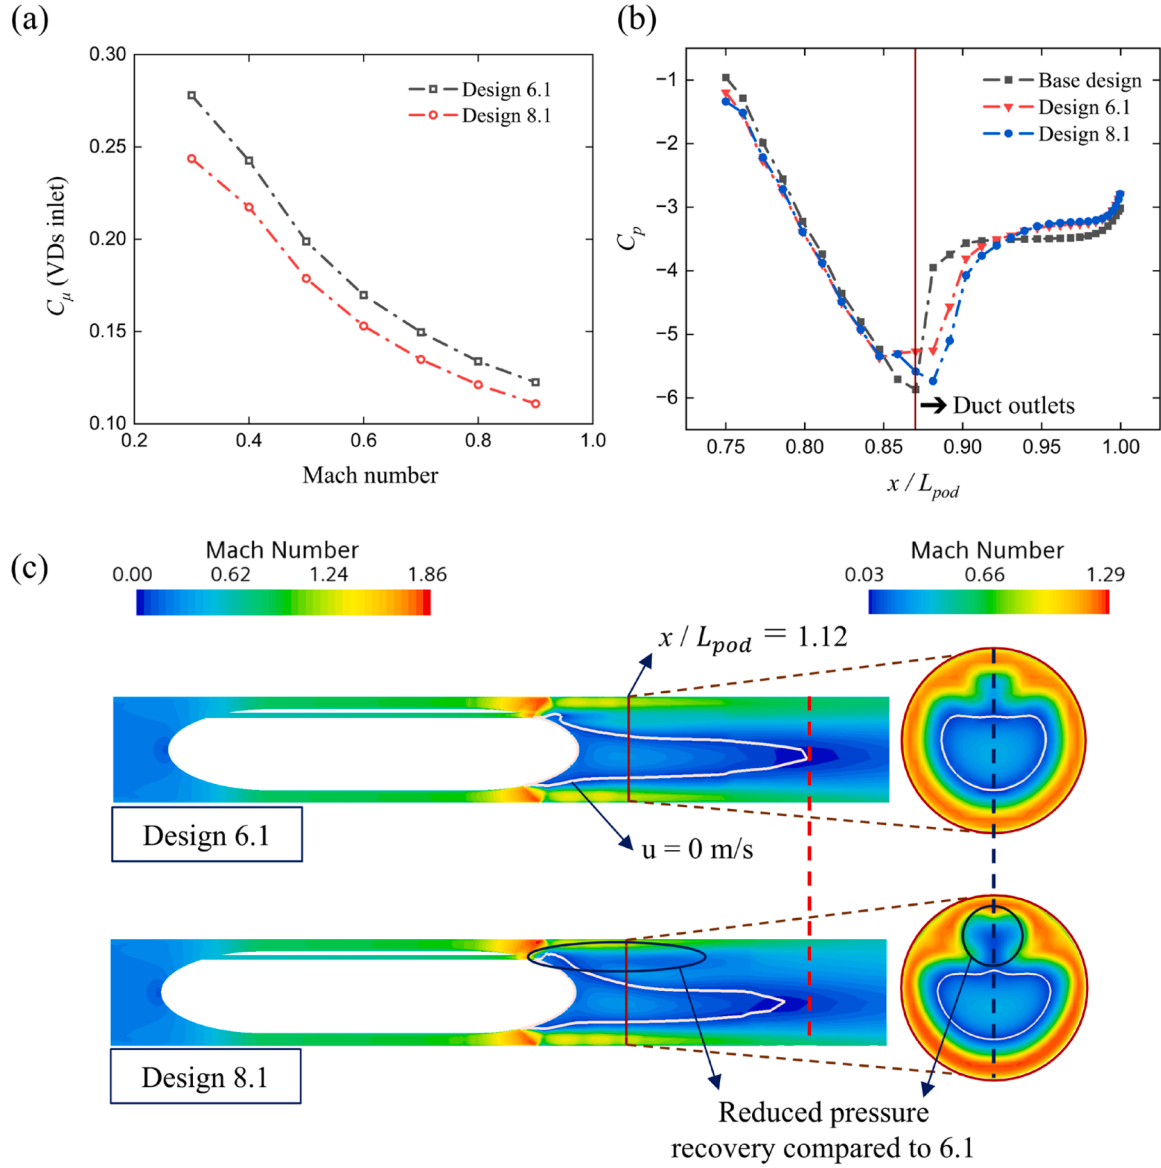 (a)
0.30
0.25
0.20
0.15
0.10
Cμ (VDs inlet)
Design 6.1
Design 8.1
0.2 0.4 0.6 0.8 1.0
Mach number
(b)
−1
−2
−3
−4
−5
−6
Cp
Base design
Design 6.1
Design 8.1
Duct outlets
0.75 0.80 0.85 0.90 0.95 1.00
x / Lpod
(c)
Mach Number
0.00 0.62 1.24 1.86
Mach Number
0.03 0.66 1.29
x / Lpod = 1.12
Design 6.1
u = 0 m/s
Design 8.1
Reduced pressure
recovery compared to 6.1